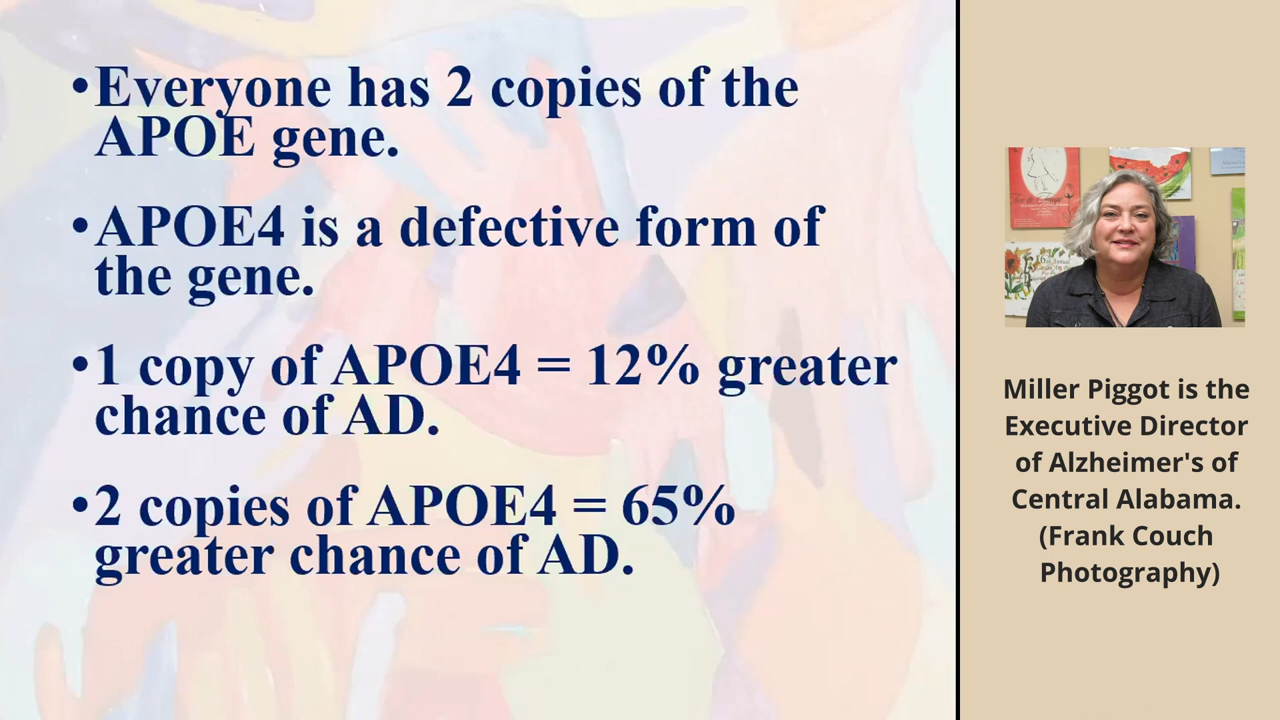 •Everyone has 2 copies of the
APOE gene.
•APOE4 is a defective form of
the gene.
•1 copy of APOE4 = 12% greater
chance of AD.
•2 copies of APOE4 = 65%
greater chance of AD.
Miller Piggot is the
Executive Director
of Alzheimer's of
Central Alabama.
(Frank Couch
Photography)